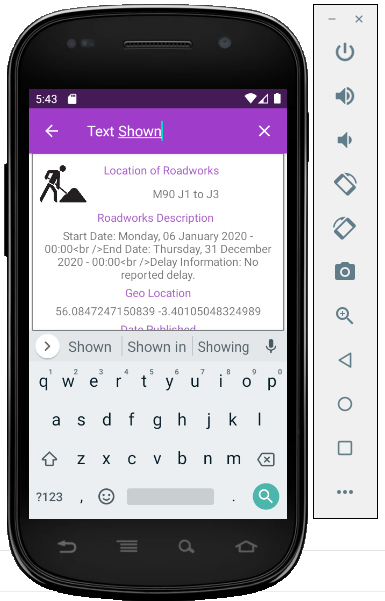 5:43
Text Shown
Location of Roadworks
M90 J1 to J3
Roadworks Description
Start Date: Monday, 06 January 2020 -
00:00<br />End Date: Thursday, 31 December
2020 - 00:00<br />Delay Information: No
reported delay.
Geo Location
56.0847247150839 -3.40105048324989
Date Published
Shown Shown in Showing
1 2 3 4 5 6 7 8 9 0
q w e r t y u i o p
a s d f g h j k l
z x c v b n m
?123 , .